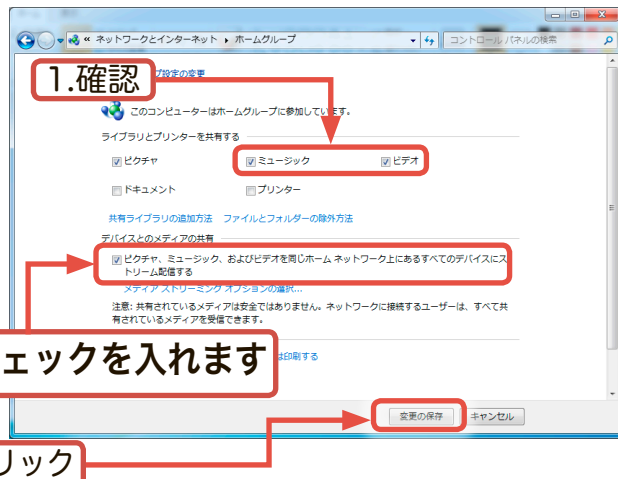 ネットワークとインターネット ▸ ホームグループ
コントロール パネルの検索
1.確認
プ設定の変更
このコンピューターはホームグループに参加しています。
ライブラリとプリンターを共有する
ピクチャ ミュージック ビデオ
ドキュメント プリンター
共有ライブラリの追加方法 ファイルとフォルダーの除外方法
デバイスとのメディアの共有
ピクチャ、ミュージック、およびビデオを同じホーム ネットワーク上にあるすべてのデバイスにス
トリーム配信する
メディア ストリーミング オプションの選択...
注意: 共有されているメディアは安全ではありません。ネットワークに接続するユーザーは、すべて共
有されているメディアを受信できます。
ェックを入れます
は印刷する
変更の保存 キャンセル
リック